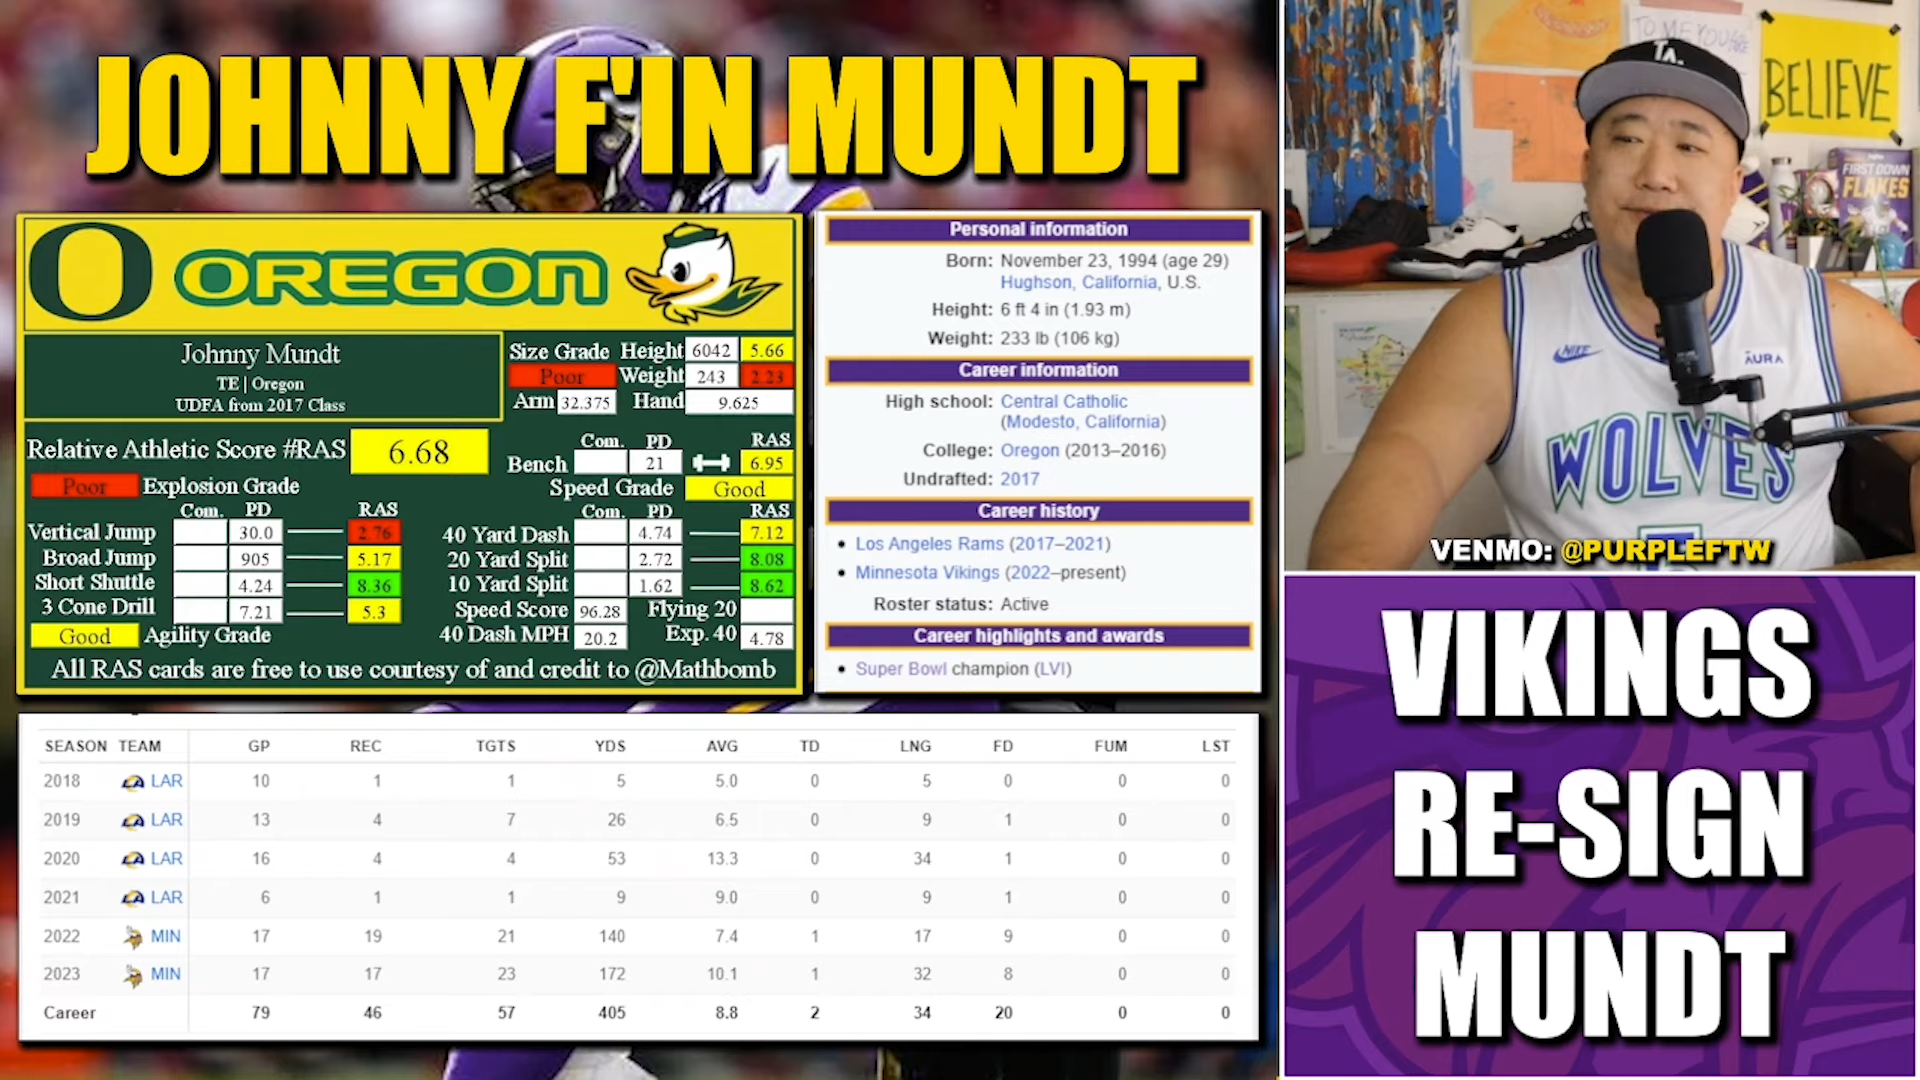 JOHNNY F'IN MUNDT
O OREGON
Johnny Mundt
TE | Oregon
UDFA from 2017 Class
Size Grade Height 6042 5.66
Poor Weight 243 2.23
Arm 32.375 Hand 9.625
Relative Athletic Score #RAS 6.68
Com. PD RAS
Bench 21 6.95
Poor Explosion Grade
Speed Grade Good
Com. PD RAS
Vertical Jump 30.0 2.76
Broad Jump 905 5.17
Short Shuttle 4.24 8.36
3 Cone Drill 7.21 5.3
Good Agility Grade
Com. PD RAS
40 Yard Dash 4.74 7.12
20 Yard Split 2.72 8.08
10 Yard Split 1.62 8.62
Speed Score 96.28 Flying 20
40 Dash MPH 20.2 Exp. 40 4.78
All RAS cards are free to use courtesy of and credit to @Mathbomb
Personal information
Born: November 23, 1994 (age 29)
Hughson, California, U.S.
Height: 6 ft 4 in (1.93 m)
Weight: 233 lb (106 kg)
Career information
High school: Central Catholic
(Modesto, California)
College: Oregon (2013–2016)
Undrafted: 2017
Career history
• Los Angeles Rams (2017–2021)
• Minnesota Vikings (2022–present)
Roster status: Active
Career highlights and awards
• Super Bowl champion (LVI)
SEASON TEAM GP REC TGTS YDS AVG TD LNG FD FUM LST
2018 LAR 10 1 1 5 5.0 0 5 0 0 0
2019 LAR 13 4 7 26 6.5 0 9 1 0 0
2020 LAR 16 4 4 53 13.3 0 34 1 0 0
2021 LAR 6 1 1 9 9.0 0 9 1 0 0
2022 MIN 17 19 21 140 7.4 1 17 9 0 0
2023 MIN 17 17 23 172 10.1 1 32 8 0 0
Career 79 46 57 405 8.8 2 34 20 0 0
TO ME YOU
BELIEVE
FIRST DOWN
FLAKES
NIKE
AURA
WOLVES
VENMO: @PURPLEFTW
VIKINGS
RE-SIGN
MUNDT